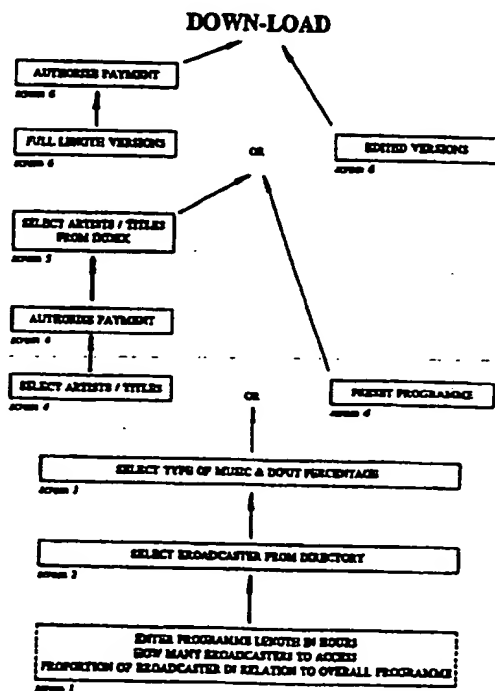 DOWN-LOAD
AUTHORISE PAYMENT
screen 6
FULL LENGTH VERSIONS
screen 6
OR
EDITED VERSIONS
screen 6
SELECT ARTISTS / TITLES
FROM INDEX
screen 5
AUTHORISE PAYMENT
screen 4
SELECT ARTISTS / TITLES
screen 4
OR
PRESET PROGRAMME
screen 4
SELECT TYPE OF MUSIC & INPUT PERCENTAGE
screen 3
SELECT BROADCASTER FROM DIRECTORY
screen 2
ENTER PROGRAMME LENGTH IN HOURS
HOW MANY BROADCASTERS TO ACCESS
PROPORTION OF BROADCASTER IN RELATION TO OVERALL PROGRAMME
screen 1